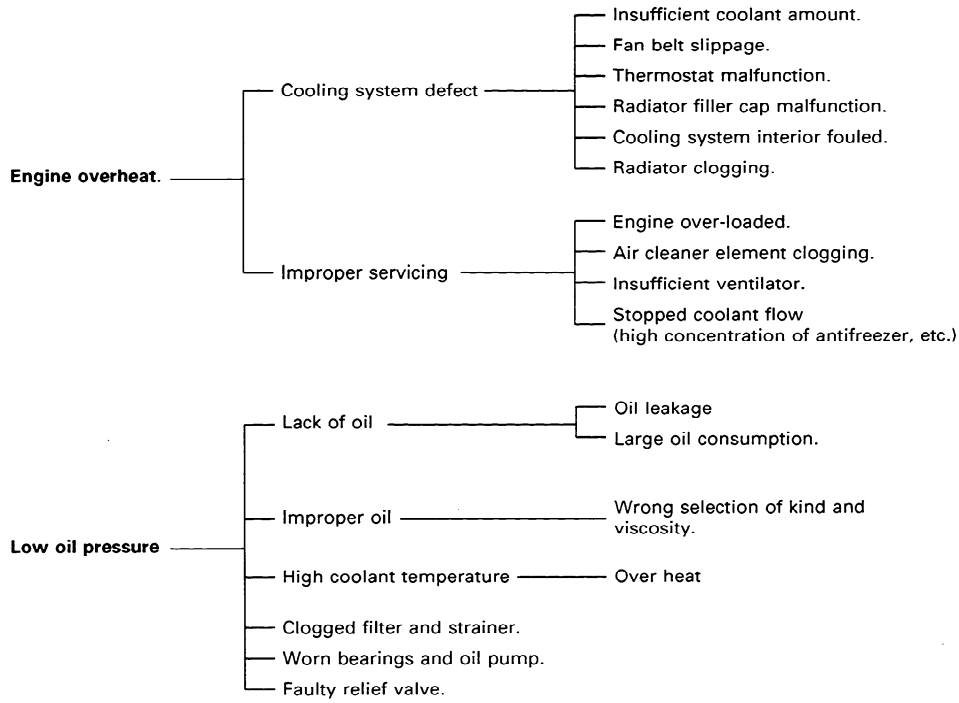 Insufficient coolant amount.
Fan belt slippage.
Thermostat malfunction.
Cooling system defect
Radiator filler cap malfunction.
Cooling system interior fouled.
Radiator clogging.
Engine overheat.
Engine over-loaded.
Air cleaner element clogging.
Improper servicing
Insufficient ventilator.
Stopped coolant flow
(high concentration of antifreezer, etc.)
Lack of oil
Oil leakage
Large oil consumption.
Improper oil
Wrong selection of kind and
viscosity.
Low oil pressure
High coolant temperature
Over heat
Clogged filter and strainer.
Worn bearings and oil pump.
Faulty relief valve.